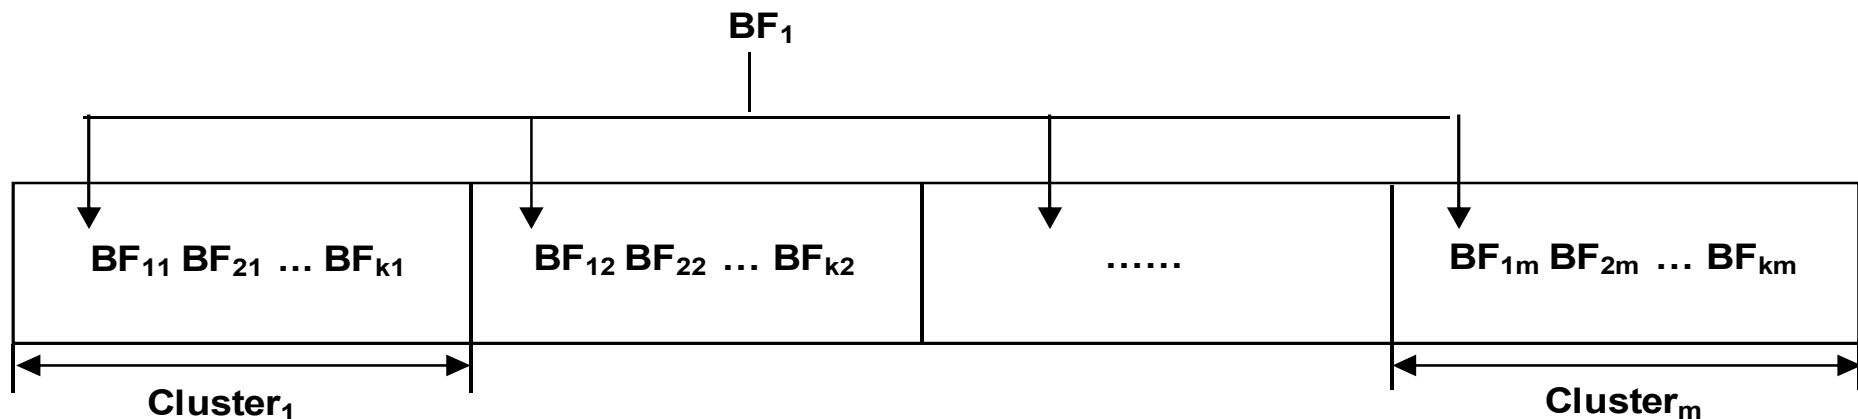 BF₁
BF₁₁ BF₂₁ ... BFₖ₁ BF₁₂ BF₂₂ ... BFₖ₂ ...... BF₁ₘ BF₂ₘ ... BFₖₘ
Cluster₁ Clusterₘ